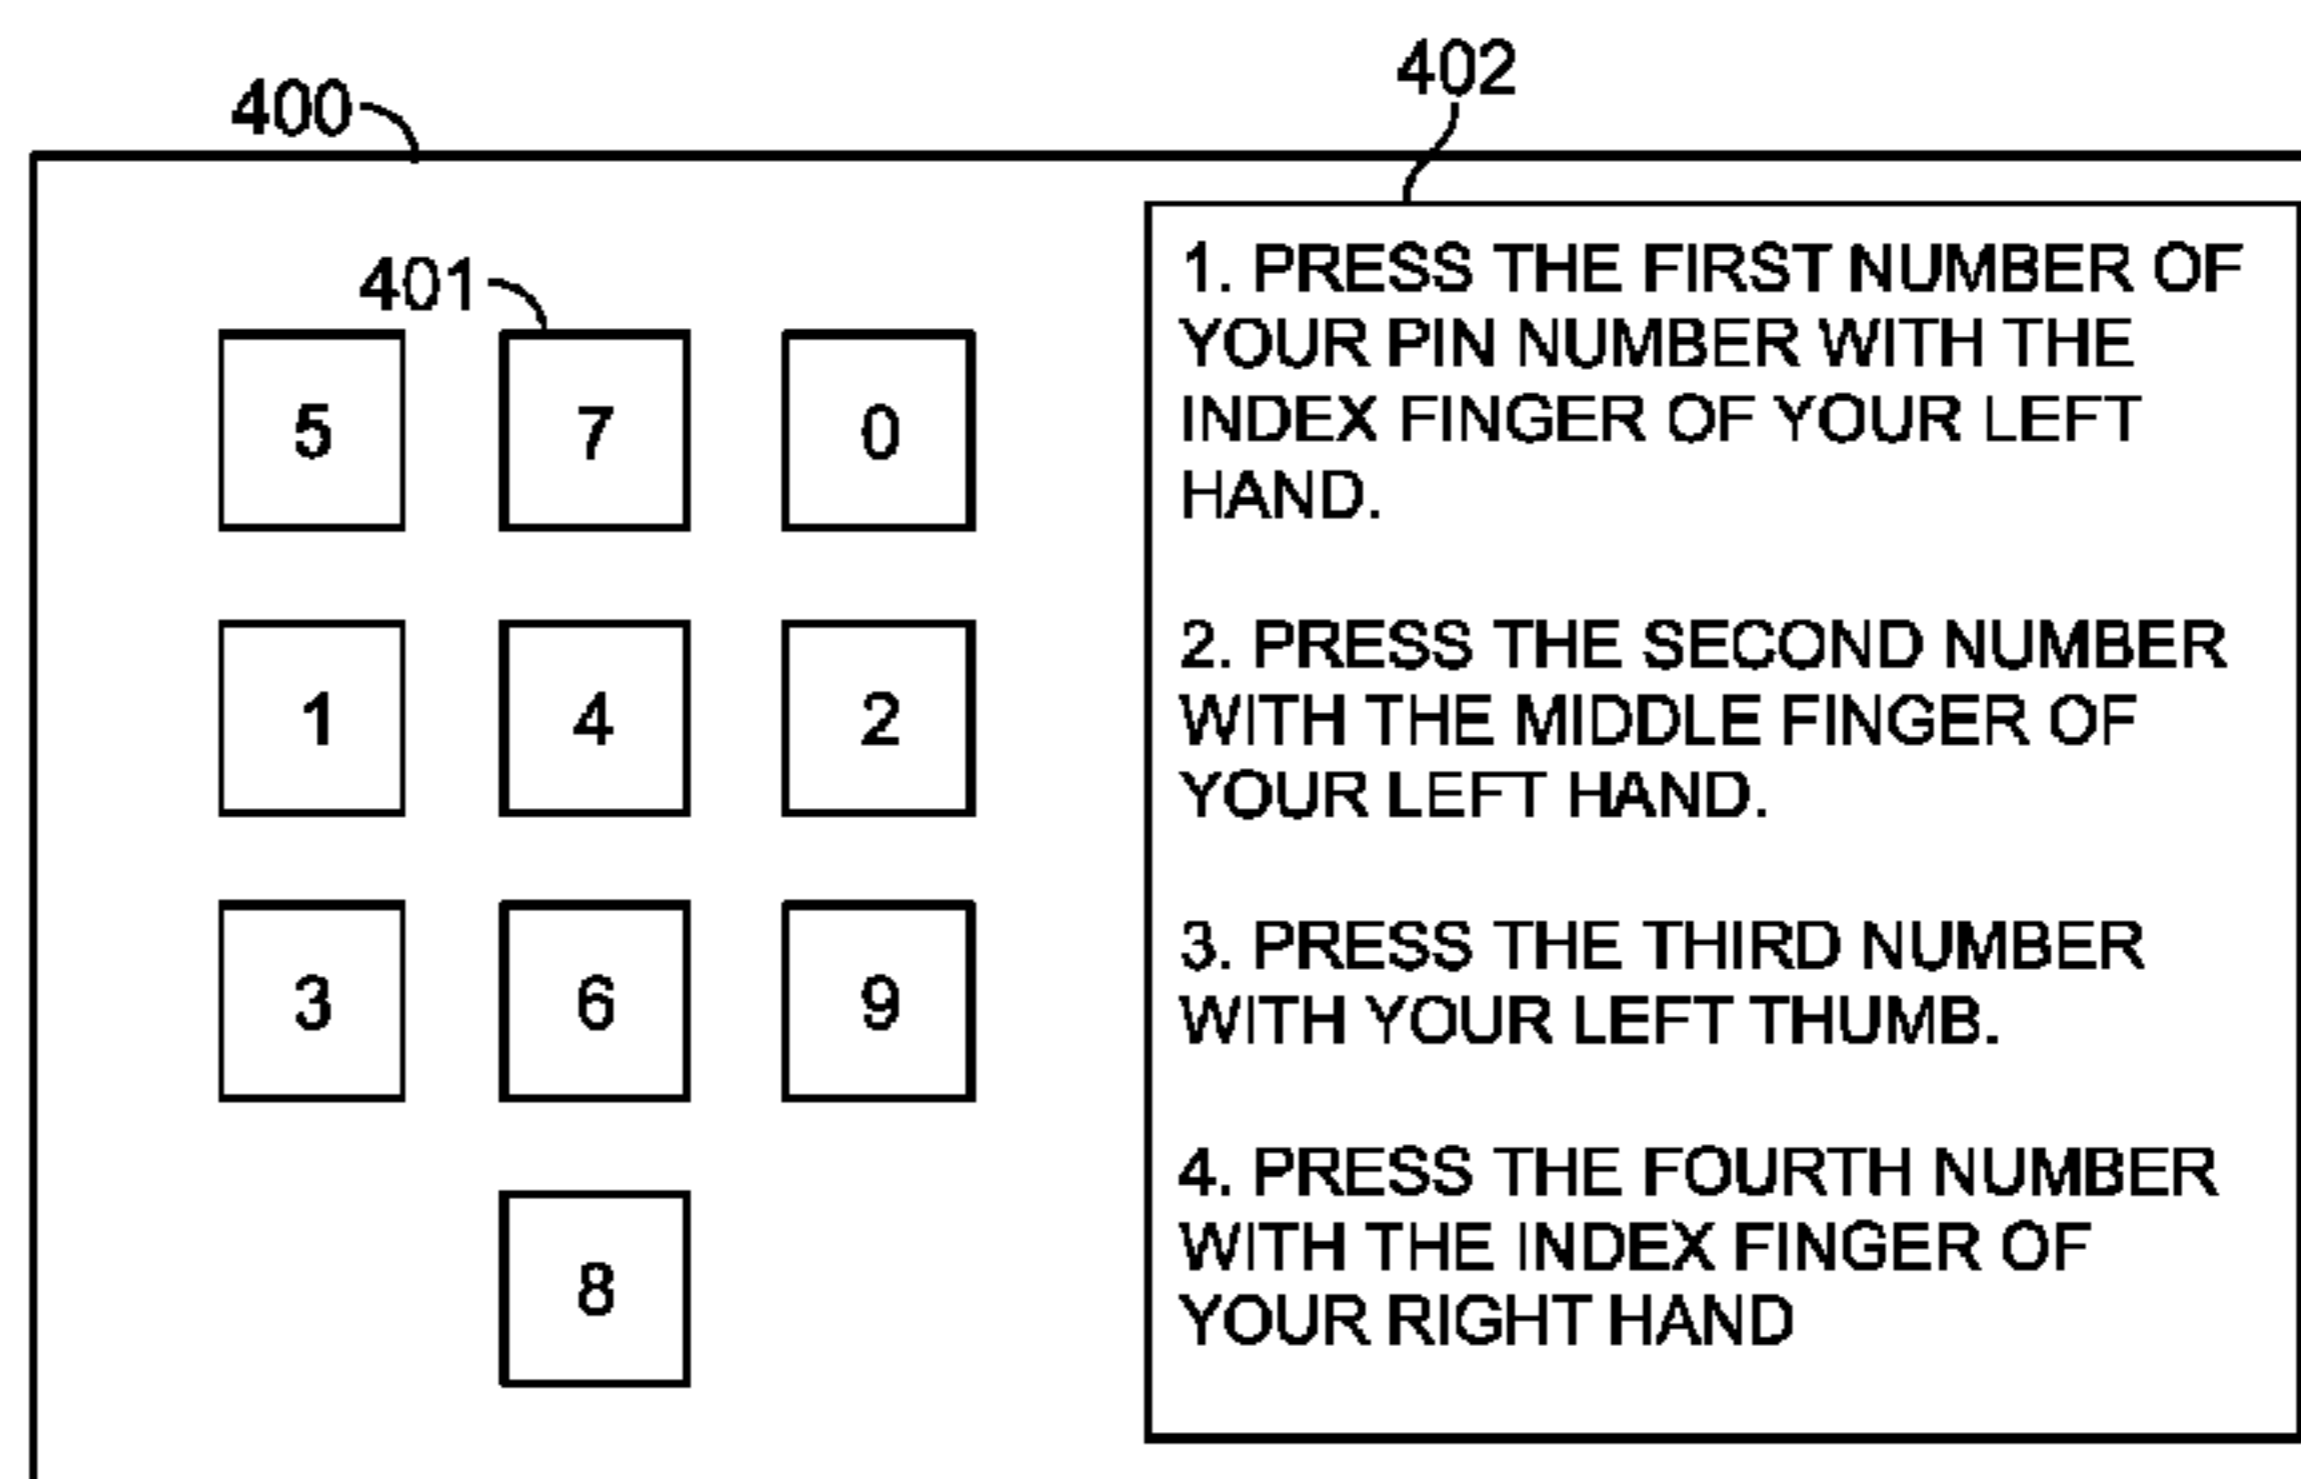 400
402
401
5 7 0
1 4 2
3 6 9
8
1. PRESS THE FIRST NUMBER OF
YOUR PIN NUMBER WITH THE
INDEX FINGER OF YOUR LEFT
HAND.
2. PRESS THE SECOND NUMBER
WITH THE MIDDLE FINGER OF
YOUR LEFT HAND.
3. PRESS THE THIRD NUMBER
WITH YOUR LEFT THUMB.
4. PRESS THE FOURTH NUMBER
WITH THE INDEX FINGER OF
YOUR RIGHT HAND